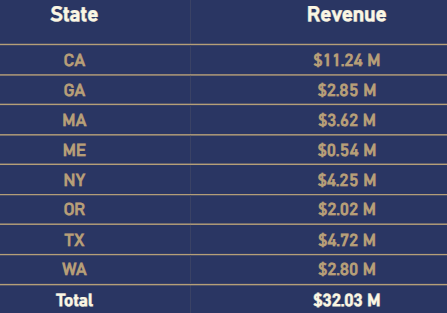 State Revenue
CA $11.24 M
GA $2.85 M
MA $3.62 M
ME $0.54 M
NY $4.25 M
OR $2.02 M
TX $4.72 M
WA $2.80 M
Total $32.03 M